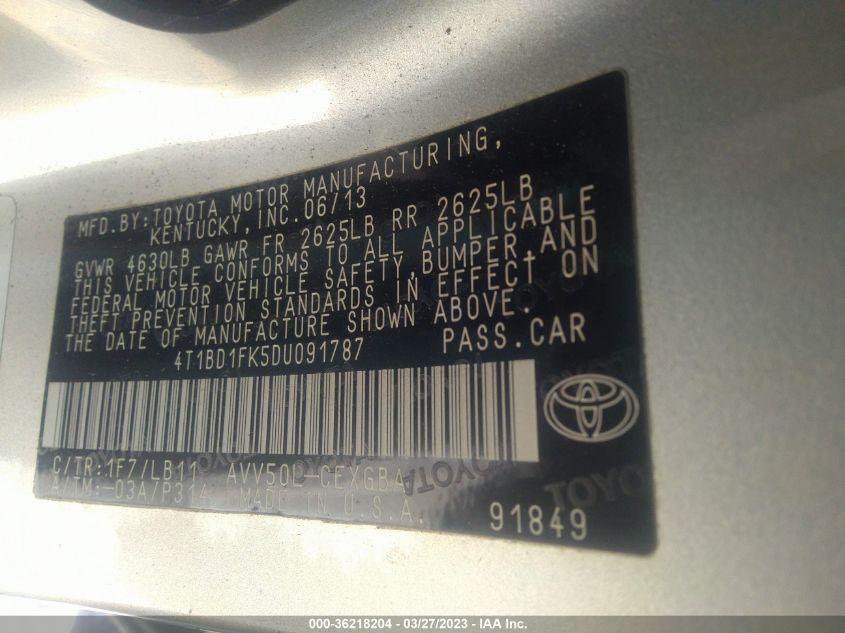 MFD.BY:TOYOTA MOTOR MANUFACTURING,
KENTUCKY,INC.06/13
GVWR 4630LB GAWR FR 2625LB RR 2625LB
THIS VEHICLE CONFORMS TO ALL APPLICABLE
FEDERAL MOTOR VEHICLE SAFETY,BUMPER,AND
THEFT PREVENTION STANDARDS IN EFFECT ON
THE DATE OF MANUFACTURE SHOWN ABOVE.
4T1BD1FK5DU091787 PASS.CAR
C/TR:1F7/LB11 AVV50L-CEXGBA
A/TM:-03A/P314 MADE IN U.S.A.
91849
TOYOTA
000-36218204 - 03/27/2023 - IAA Inc.